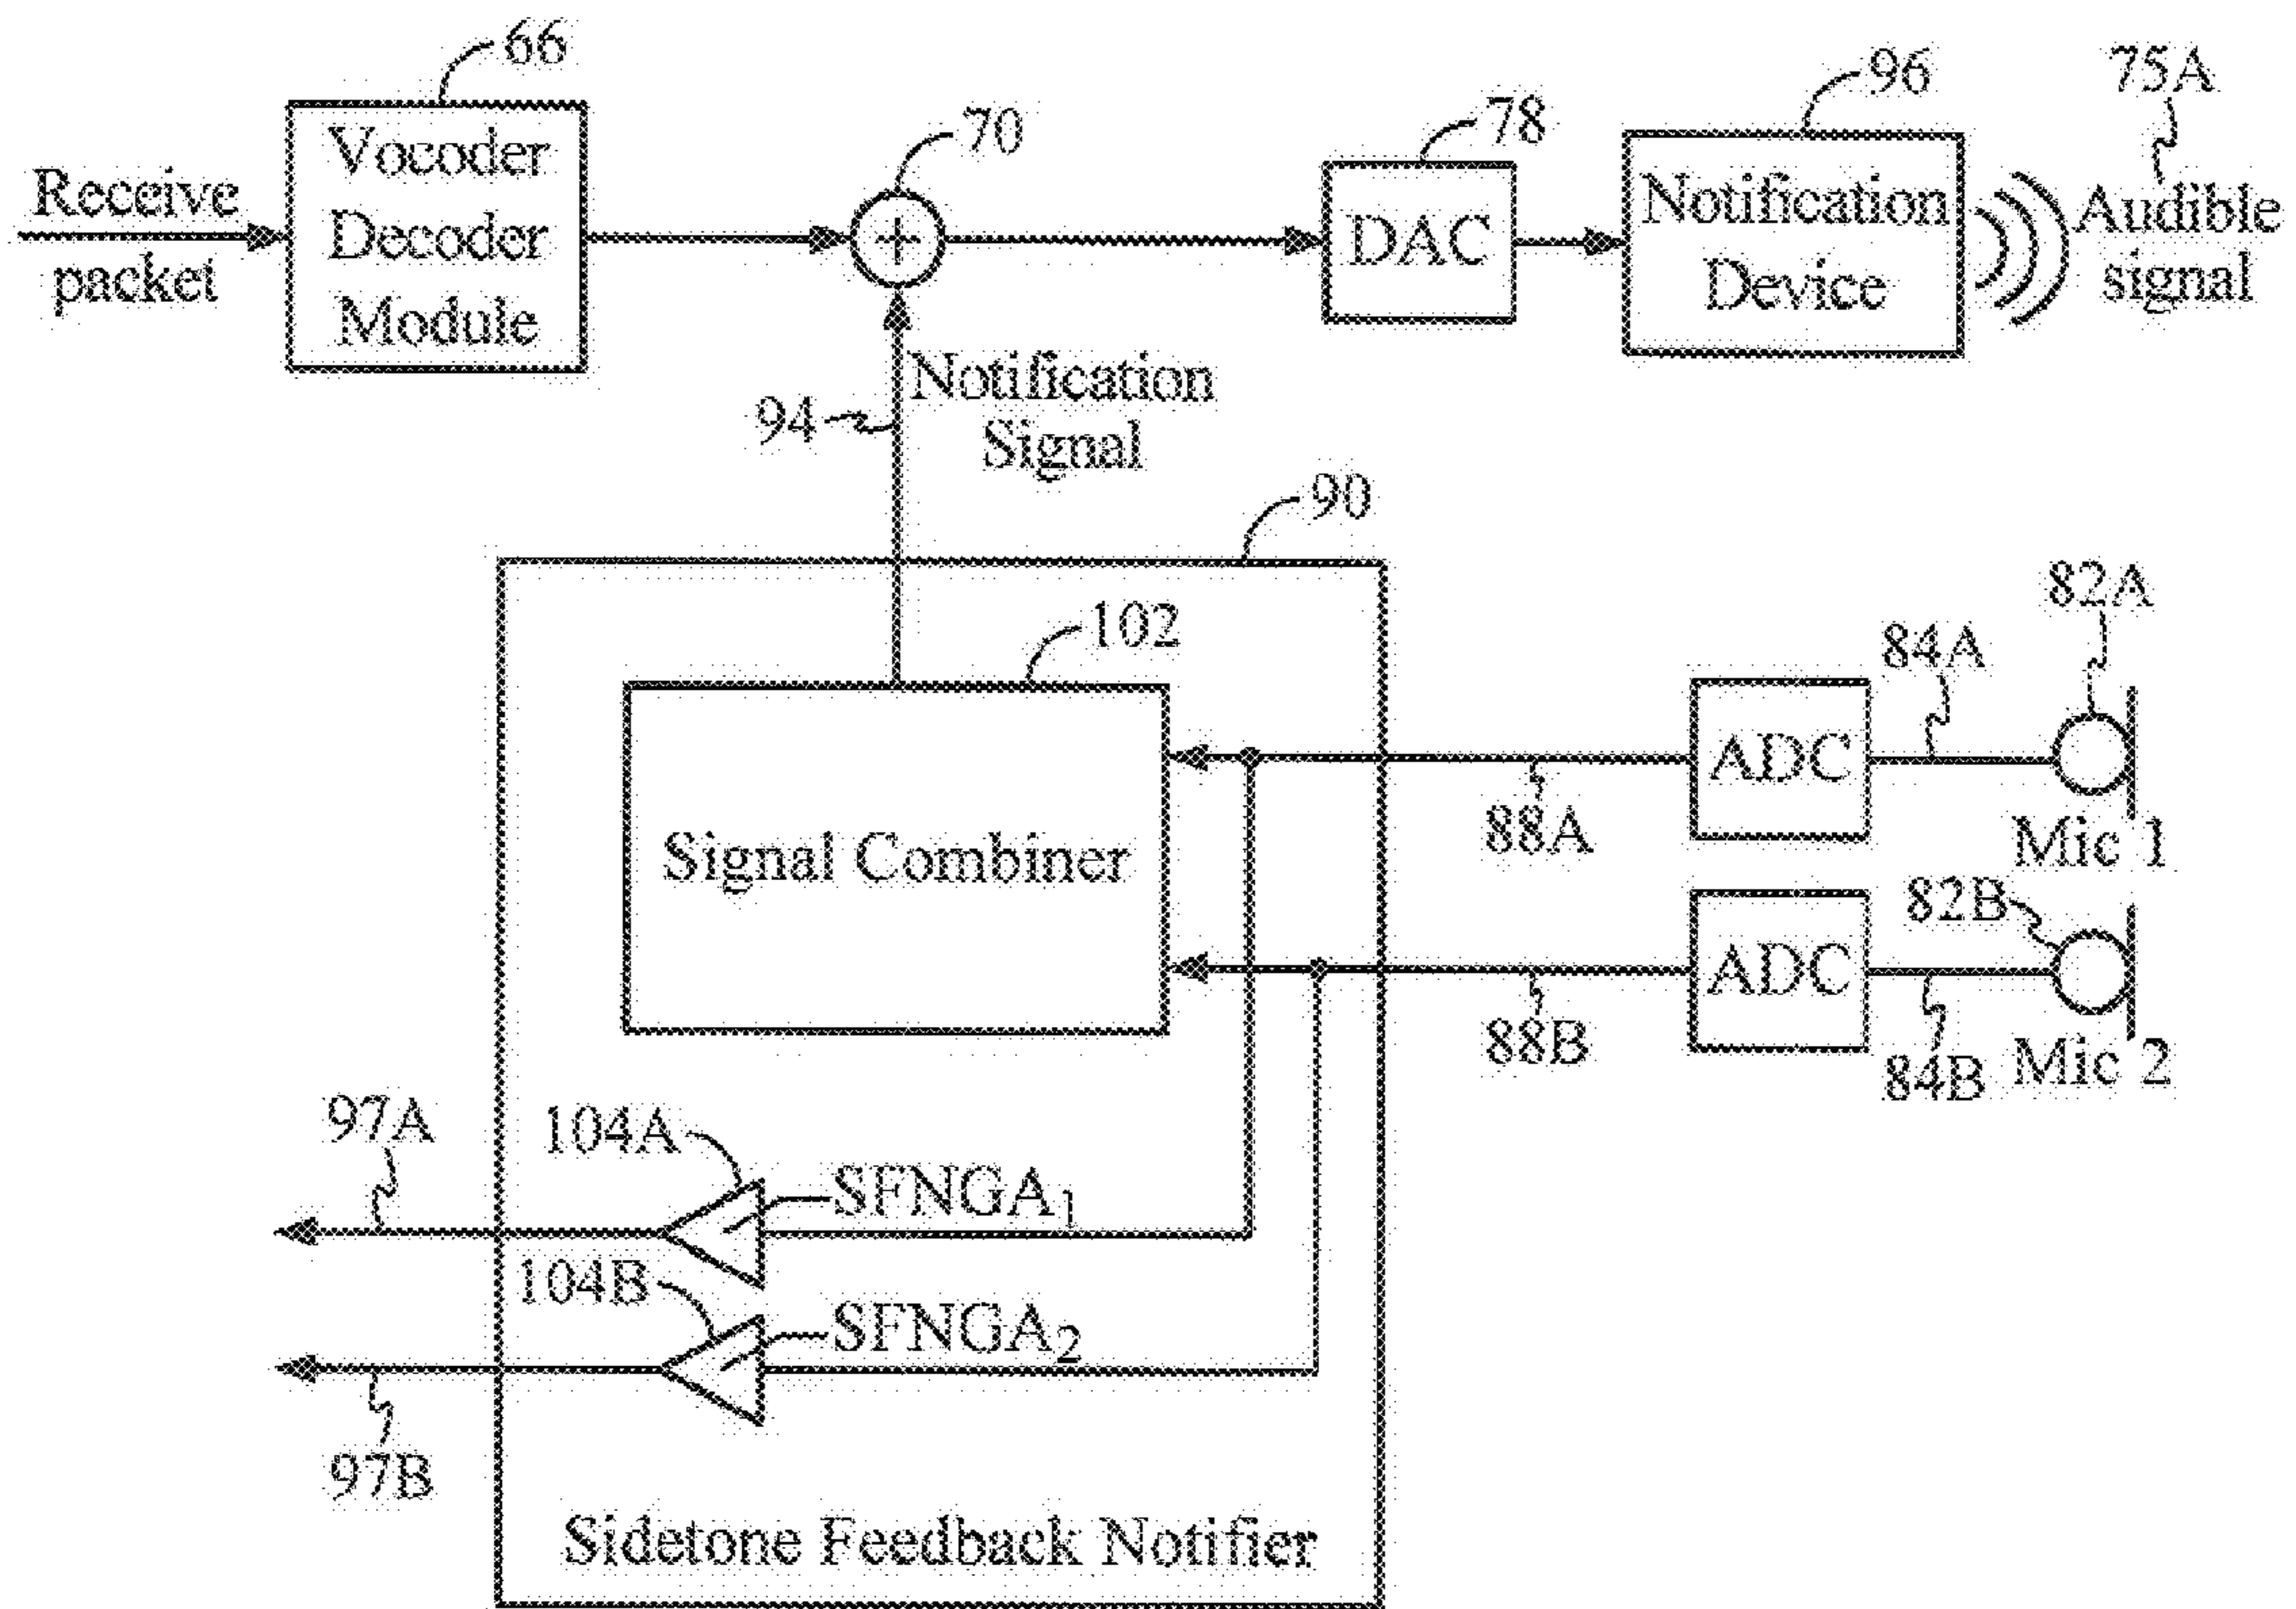 66
Vocoder
Decoder
Module
Receive
packet
70
78
DAC
96
Notification
Device
75A
Audible
signal
94
Notification
Signal
90
102
Signal Combiner
82A
84A
ADC
88A
Mic 1
82B
ADC
88B
84B
Mic 2
97A
104A
SFNGA1
104B
SFNGA2
97B
Sidetone Feedback Notifier